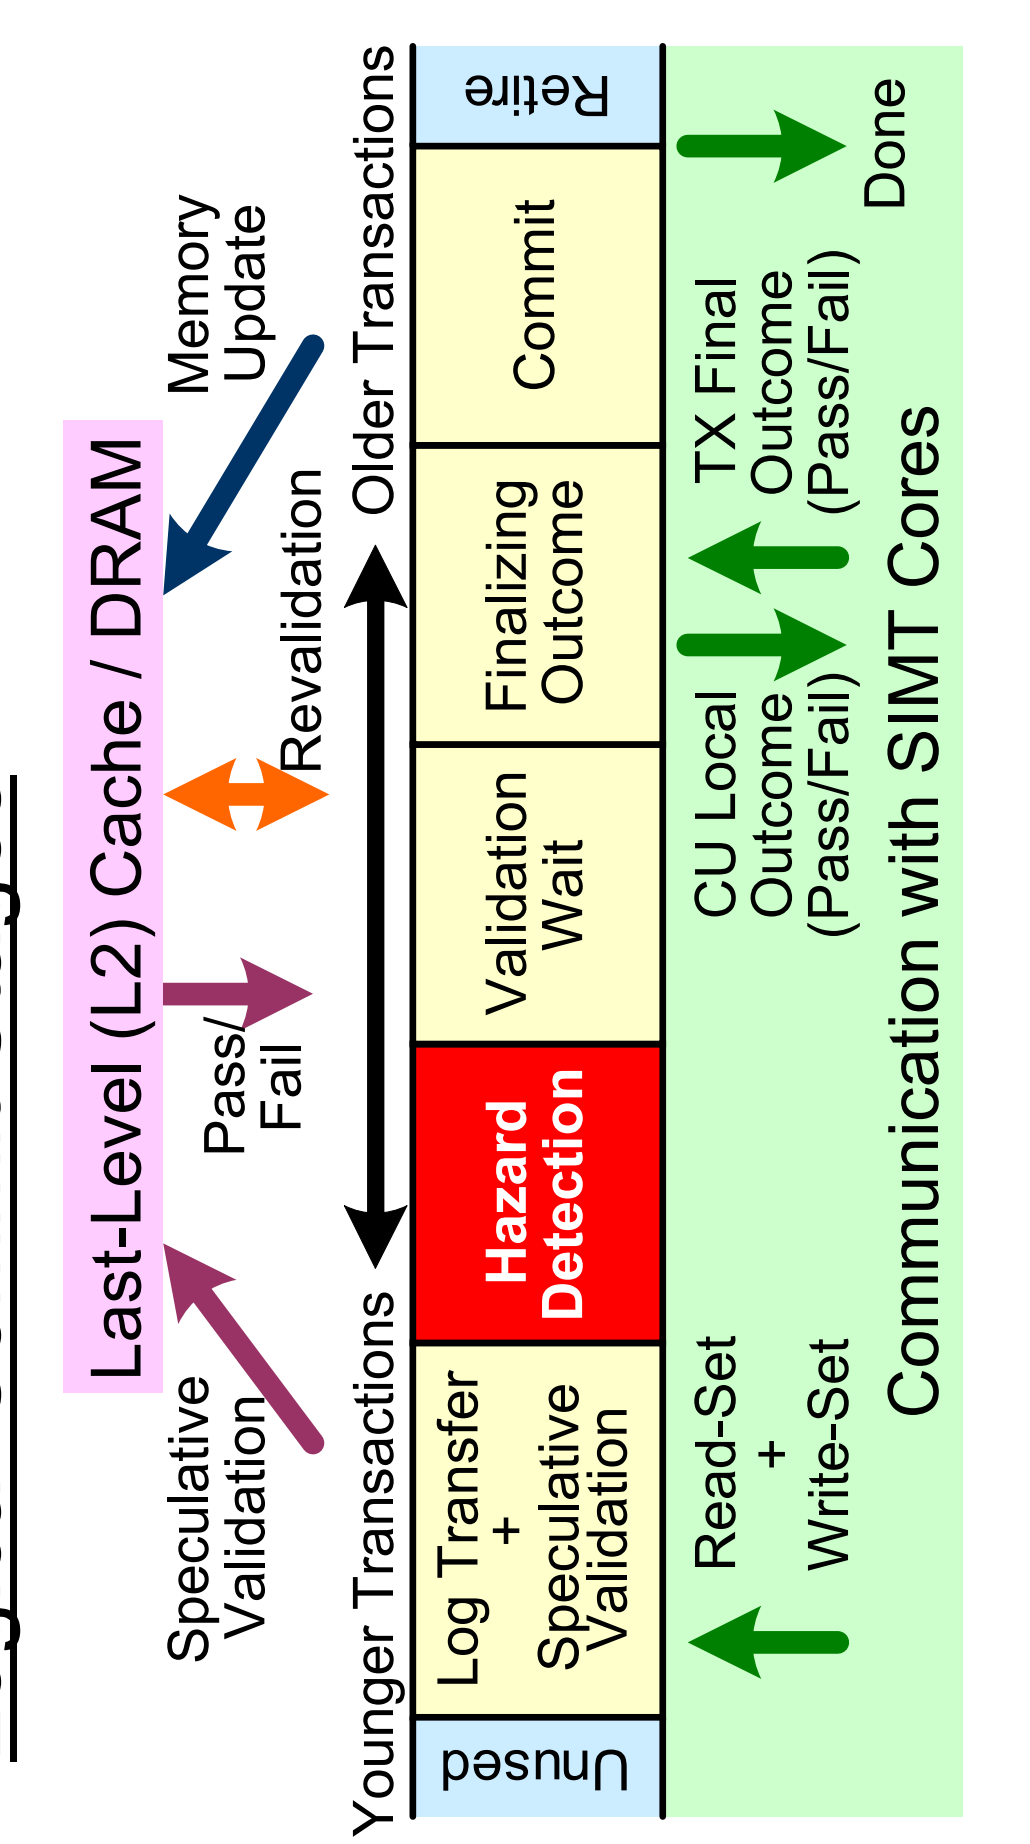 Last-Level (L2) Cache / DRAM
Speculative
Validation
Pass/
Fail
Revalidation
Memory
Update
Younger Transactions
Older Transactions
Unused
Log Transfer
+
Speculative
Validation
Hazard
Detection
Validation
Wait
Finalizing
Outcome
Commit
Retire
Read-Set
+
Write-Set
CU Local
Outcome
(Pass/Fail)
TX Final
Outcome
(Pass/Fail)
Done
Communication with SIMT Cores